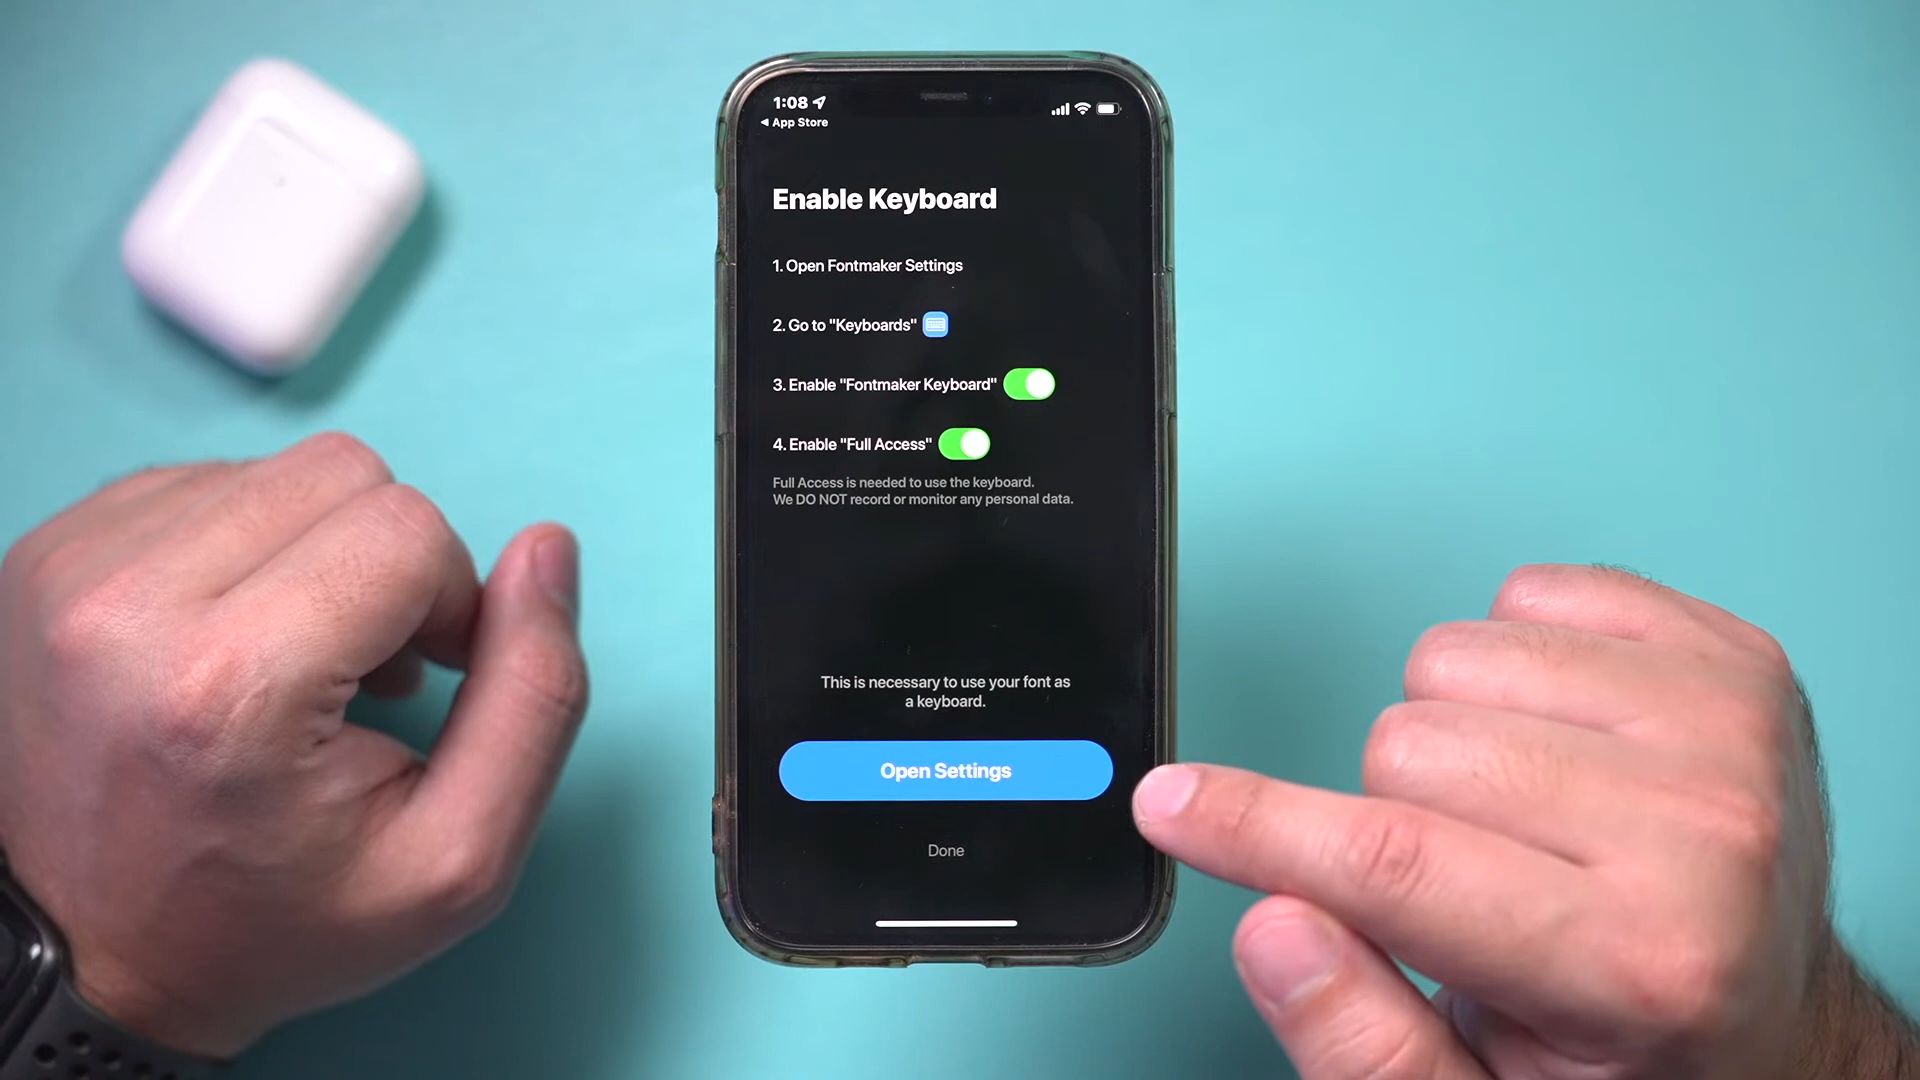 1:08
◀ App Store
Enable Keyboard
1. Open Fontmaker Settings
2. Go to "Keyboards"
3. Enable "Fontmaker Keyboard"
4. Enable "Full Access"
Full Access is needed to use the keyboard.
We DO NOT record or monitor any personal data.
This is necessary to use your font as
a keyboard.
Open Settings
Done